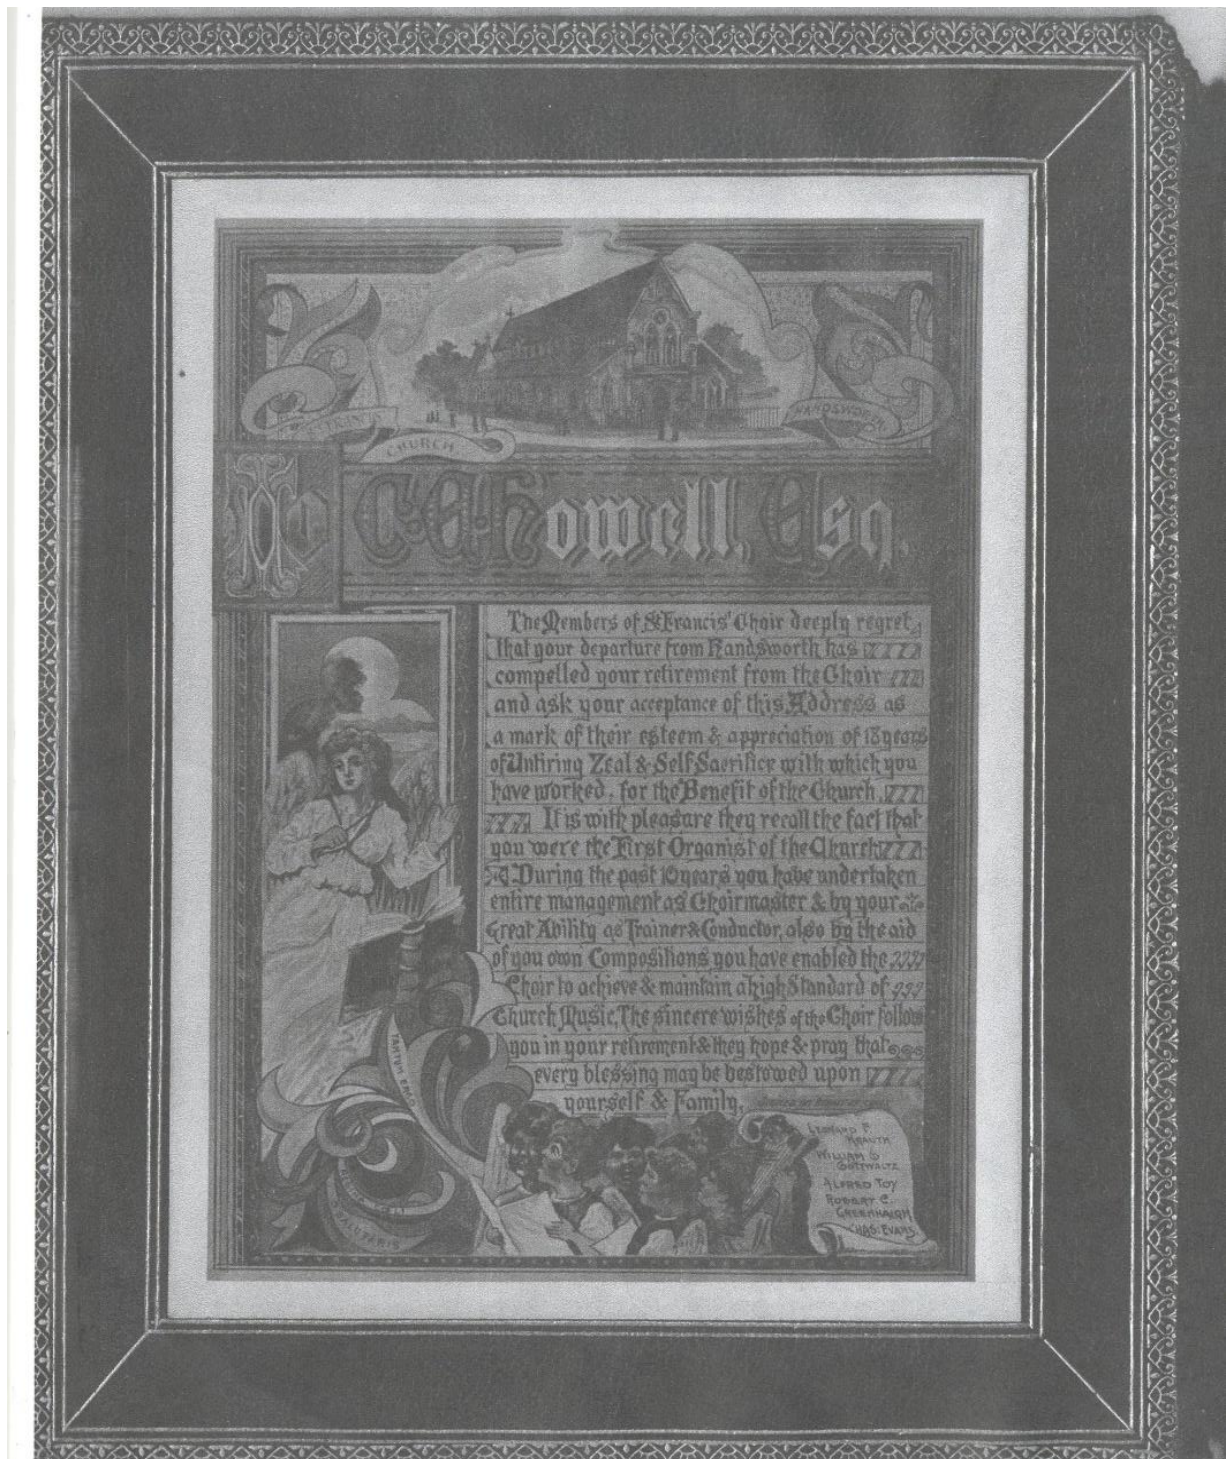 CHURCH
HANDSWORTH
To C. A. Howell, Esq.
The Members of St Francis' Choir deeply regret,
that your departure from Handsworth has
compelled your retirement from the Choir
and ask your acceptance of this Address as
a mark of their esteem & appreciation of 18 years
of Untiring Zeal & Self Sacrifice with which you
have worked, for the Benefit of the Church.
It is with pleasure they recall the fact that
you were the First Organist of the Church
During the past 10 years you have undertaken
entire management as Choirmaster & by your
Great Ability as Trainer & Conductor, also by the aid
of you own Compositions you have enabled the
Choir to achieve & maintain a high Standard of
Church Music. The sincere wishes of the Choir follow
you in your retirement & they hope & pray that
every blessing may be bestowed upon
yourself & Family.
TANTUM ERGO
SALUTARIS
LEONARD F.
KRAUTH
WILLIAM G
GOTTWALTZ
ALFRED TOY
ROBERT C.
GREENHALGH
CHAS. EVANS